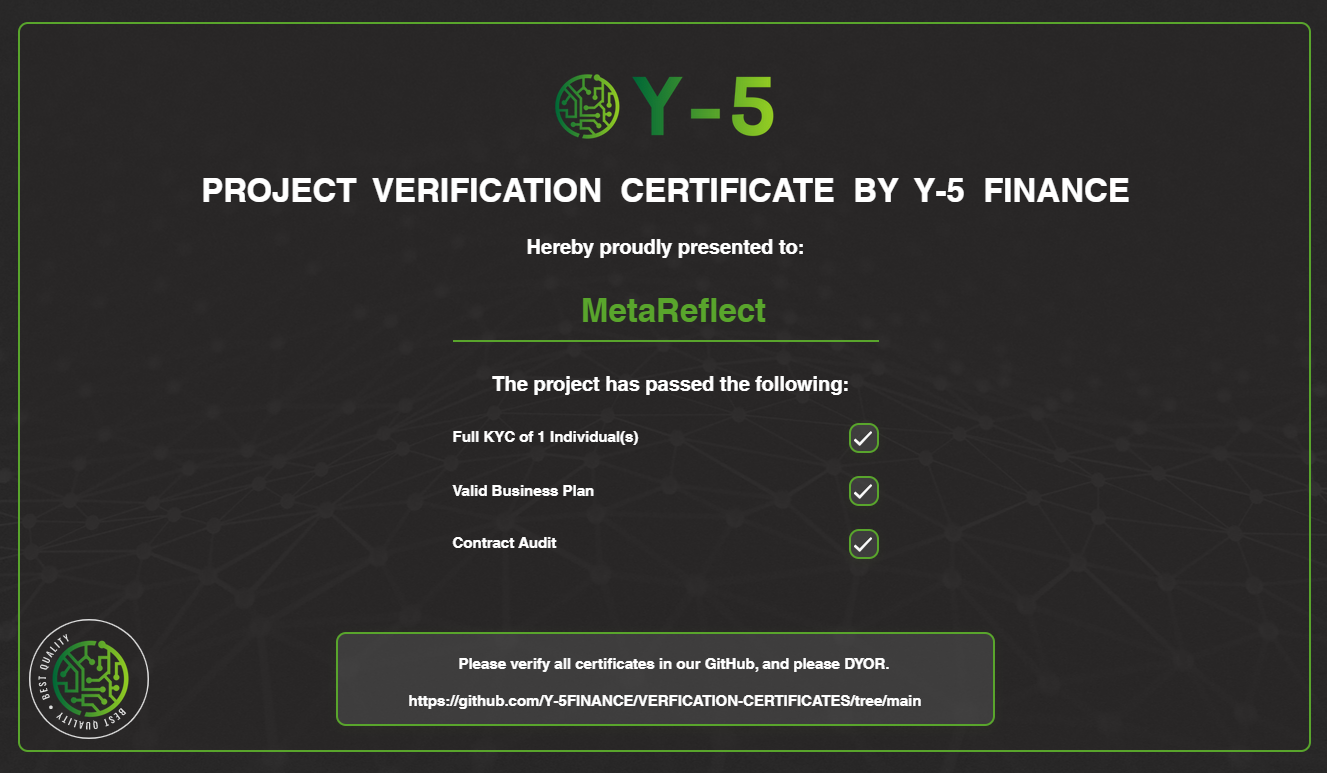 Y-5
PROJECT VERIFICATION CERTIFICATE BY Y-5 FINANCE
Hereby proudly presented to:
MetaReflect
The project has passed the following:
Full KYC of 1 Individual(s)
Valid Business Plan
Contract Audit
BEST QUALITY • BEST QUALITY
Please verify all certificates in our GitHub, and please DYOR.
https://github.com/Y-5FINANCE/VERFICATION-CERTIFICATES/tree/main